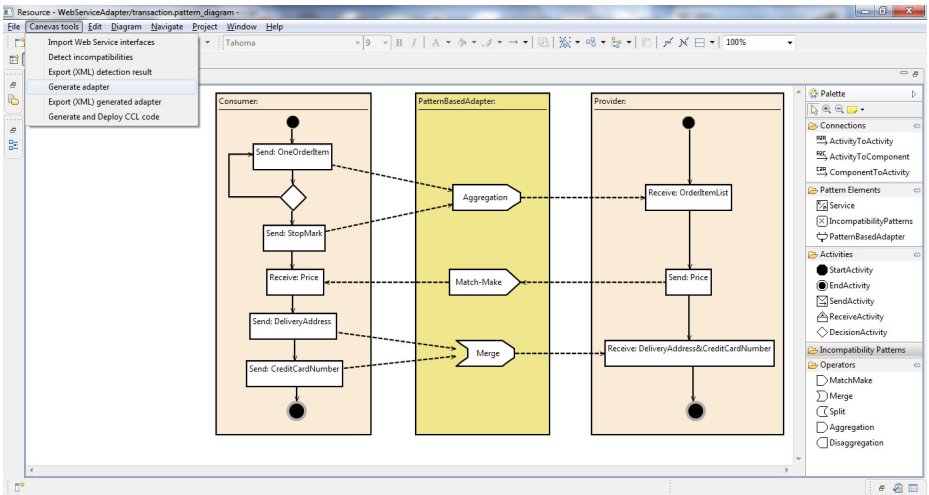 Resource - WebServiceAdapter/transaction.pattern_diagram -
File Canevas tools Edit Diagram Navigate Project Window Help
Import Web Service interfaces
Detect incompatibilities
Export (XML) detection result
Generate adapter
Export (XML) generated adapter
Generate and Deploy CCL code
Tahoma 9 B I A 100%
Consumer:
Send: OneOrderItem
Send: StopMark
Receive: Price
Send: DeliveryAddress
Send: CreditCardNumber
PatternBasedAdapter:
Aggregation
Match-Make
Merge
Provider:
Receive: OrderItemList
Send: Price
Receive: DeliveryAddress&CreditCardNumber
Palette
Connections
A2A ActivityToActivity
A2C ActivityToComponent
C2A ComponentToActivity
Pattern Elements
Service
IncompatibilityPatterns
PatternBasedAdapter
Activities
StartActivity
EndActivity
SendActivity
ReceiveActivity
DecisionActivity
Incompatibility Patterns
Operators
MatchMake
Merge
Split
Aggregation
Disaggregation